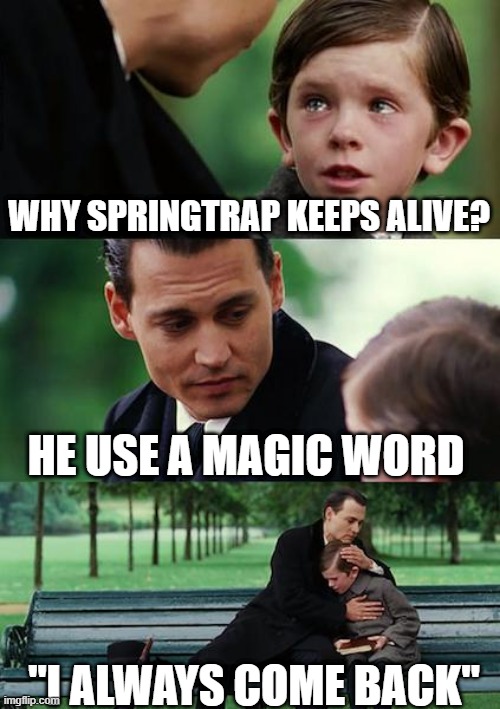 WHY SPRINGTRAP KEEPS ALIVE?
HE USE A MAGIC WORD
"I ALWAYS COME BACK"
imgflip.com